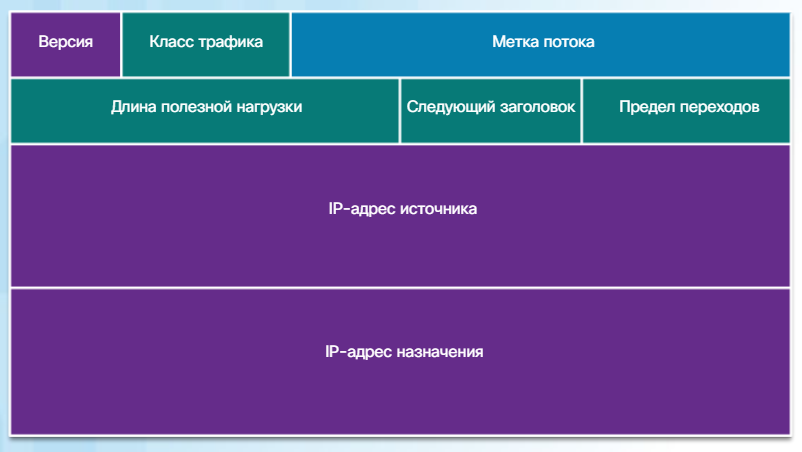 Версия
Класс трафика
Метка потока
Длина полезной нагрузки
Следующий заголовок
Предел переходов
IP-адрес источника
IP-адрес назначения